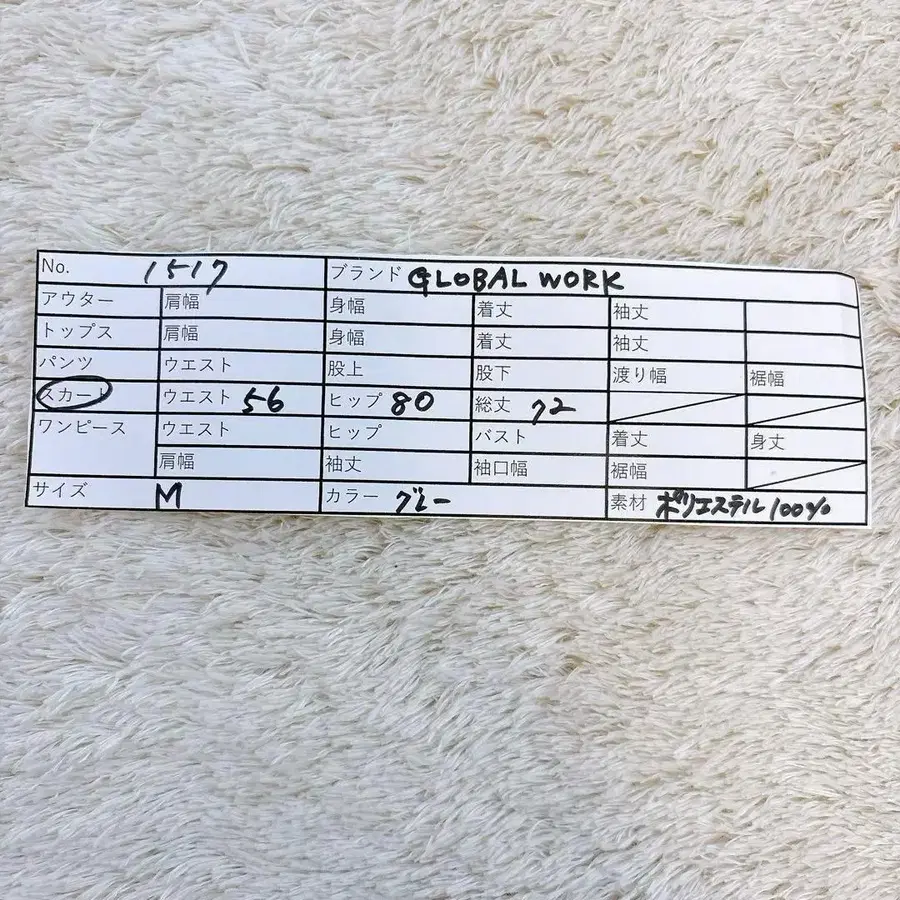 No. 1517 ブランド GLOBAL WORK
アウター 肩幅 身幅 着丈 袖丈
トップス 肩幅 身幅 着丈 袖丈
パンツ ウエスト 股上 股下 渡り幅 裾幅
スカート ウエスト 56 ヒップ 80 総丈 72
ワンピース ウエスト ヒップ バスト 着丈 身丈
肩幅 袖丈 袖口幅 裾幅
サイズ M カラー グレー 素材 ポリエステル100%